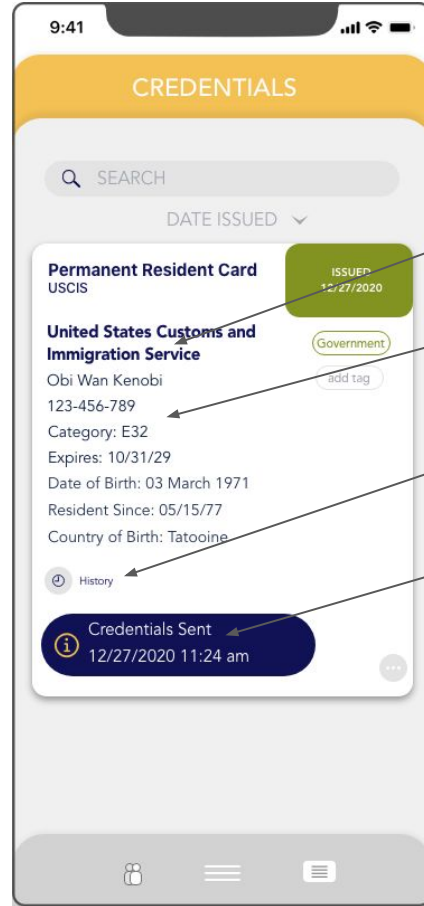 9:41
CREDENTIALS
SEARCH
DATE ISSUED
Permanent Resident Card
USCIS
ISSUED
12/27/2020
United States Customs and
Immigration Service
Government
add tag
Obi Wan Kenobi
123-456-789
Category: E32
Expires: 10/31/29
Date of Birth: 03 March 1971
Resident Since: 05/15/77
Country of Birth: Tatooine
History
Credentials Sent
12/27/2020 11:24 am